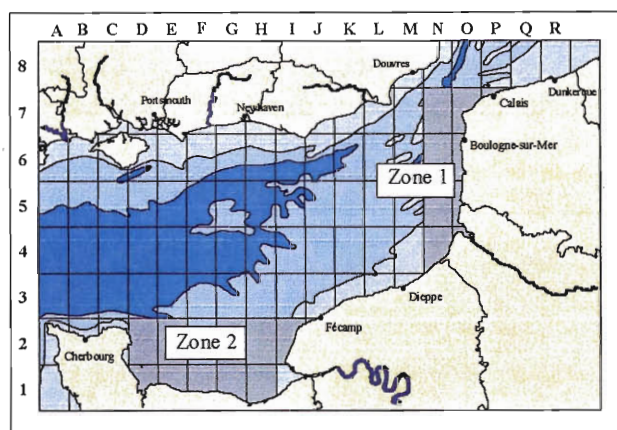 A B C D E F G H I J K L M N O P Q R
8
Douvres
Dunkerque
7
Portsmouth
Neyhaven
Calais
6
Boulogne-sur-Mer
Zone 1
5
4
3
Dieppe
Fécamp
2
Zone 2
Cherbourg
1